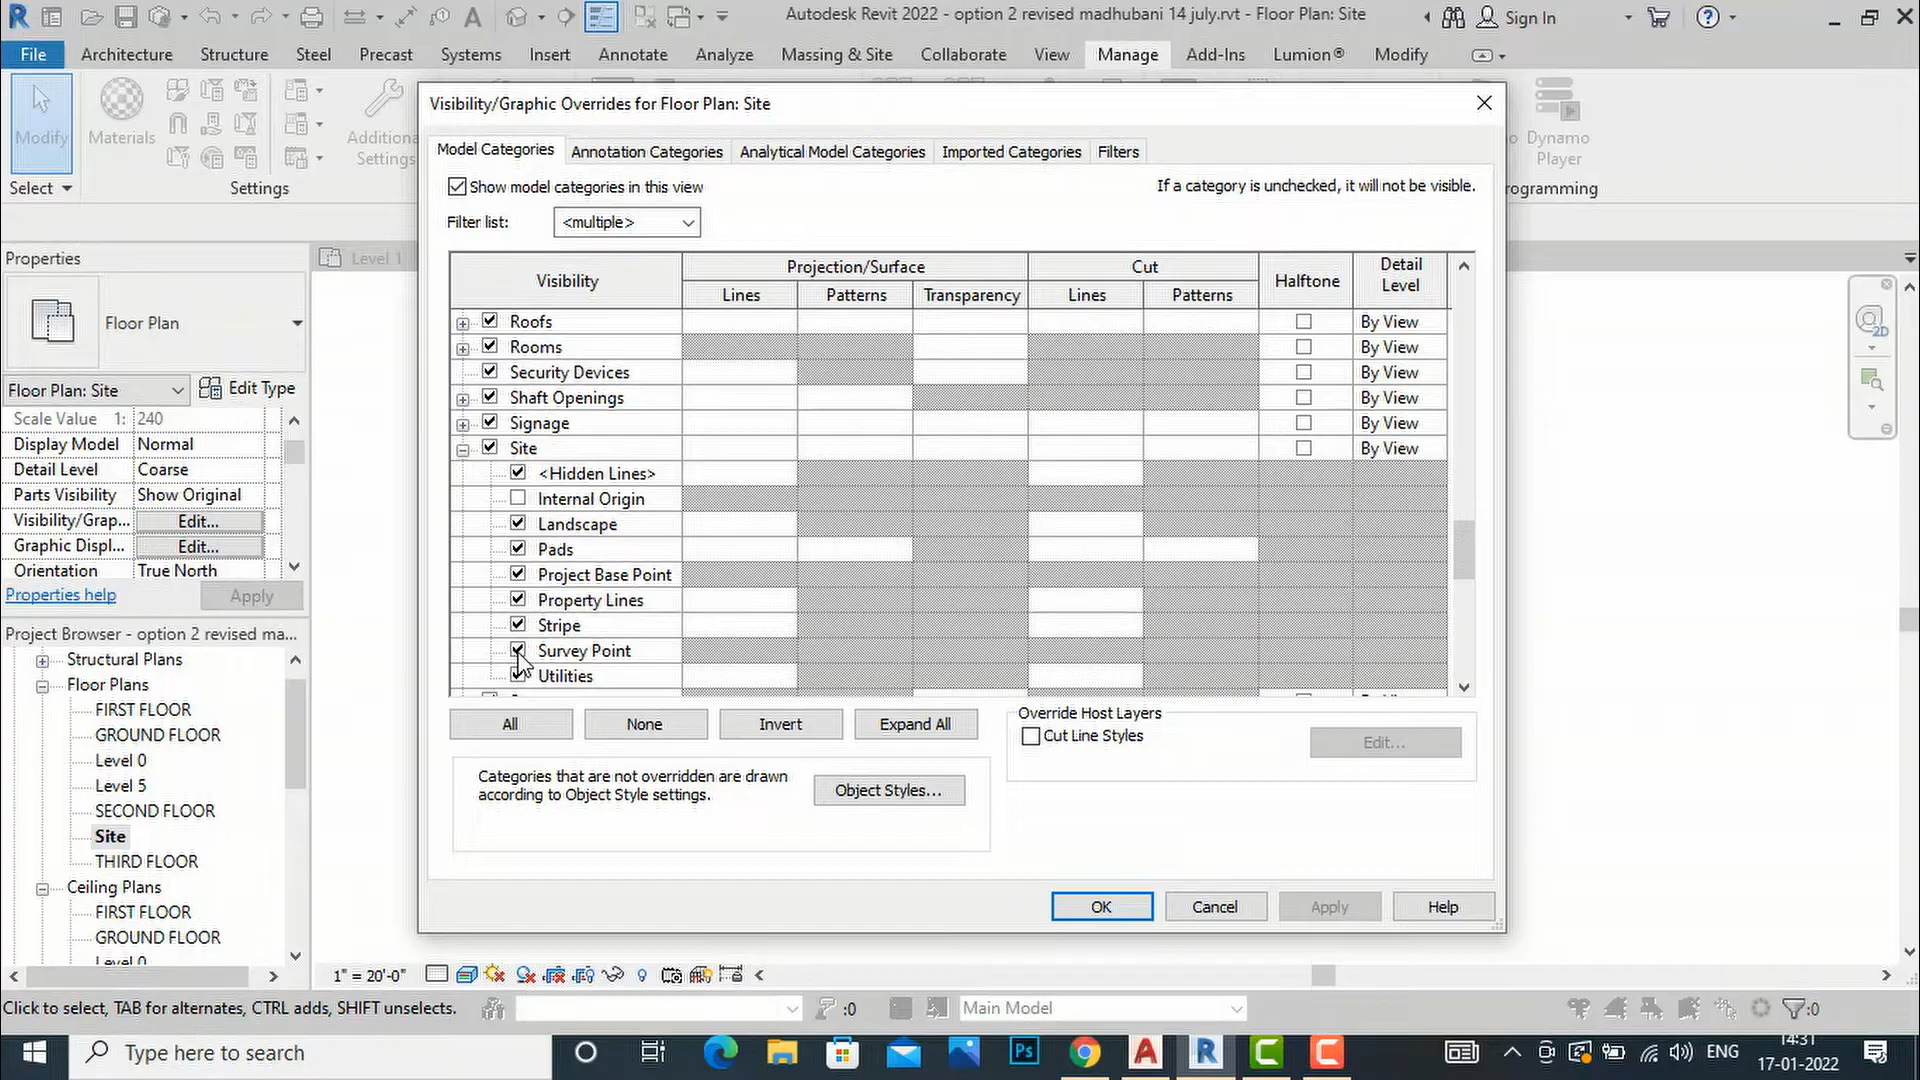 Autodesk Revit 2022 - option 2 revised madhubani 14 july.rvt - Floor Plan: Site
Sign In
File
Architecture
Structure
Steel
Precast
Systems
Insert
Annotate
Analyze
Massing & Site
Collaborate
View
Manage
Add-Ins
Lumion®
Modify
Modify
Materials
Additiona
Settings
Select
Settings
Dynamo
Player
rogramming
Visibility/Graphic Overrides for Floor Plan: Site
Model Categories
Annotation Categories
Analytical Model Categories
Imported Categories
Filters
Show model categories in this view
If a category is unchecked, it will not be visible.
Filter list:
<multiple>
Visibility
Projection/Surface
Cut
Halftone
Detail
Level
Lines
Patterns
Transparency
Lines
Patterns
Roofs By View
Rooms By View
Security Devices By View
Shaft Openings By View
Signage By View
Site By View
<Hidden Lines>
Internal Origin
Landscape
Pads
Project Base Point
Property Lines
Stripe
Survey Point
Utilities
All
None
Invert
Expand All
Override Host Layers
Cut Line Styles
Edit...
Categories that are not overridden are drawn
according to Object Style settings.
Object Styles...
OK
Cancel
Apply
Help
Properties
Level 1
Floor Plan
Floor Plan: Site
Edit Type
Scale Value 1: 240
Display Model Normal
Detail Level Coarse
Parts Visibility Show Original
Visibility/Grap... Edit...
Graphic Displ... Edit...
Orientation True North
Properties help
Apply
Project Browser - option 2 revised ma...
Structural Plans
Floor Plans
FIRST FLOOR
GROUND FLOOR
Level 0
Level 5
SECOND FLOOR
Site
THIRD FLOOR
Ceiling Plans
FIRST FLOOR
GROUND FLOOR
Level 0
2D
1" = 20'-0"
Click to select, TAB for alternates, CTRL adds, SHIFT unselects.
:0
Main Model
:0
Type here to search
Ps
ENG
14:31
17-01-2022